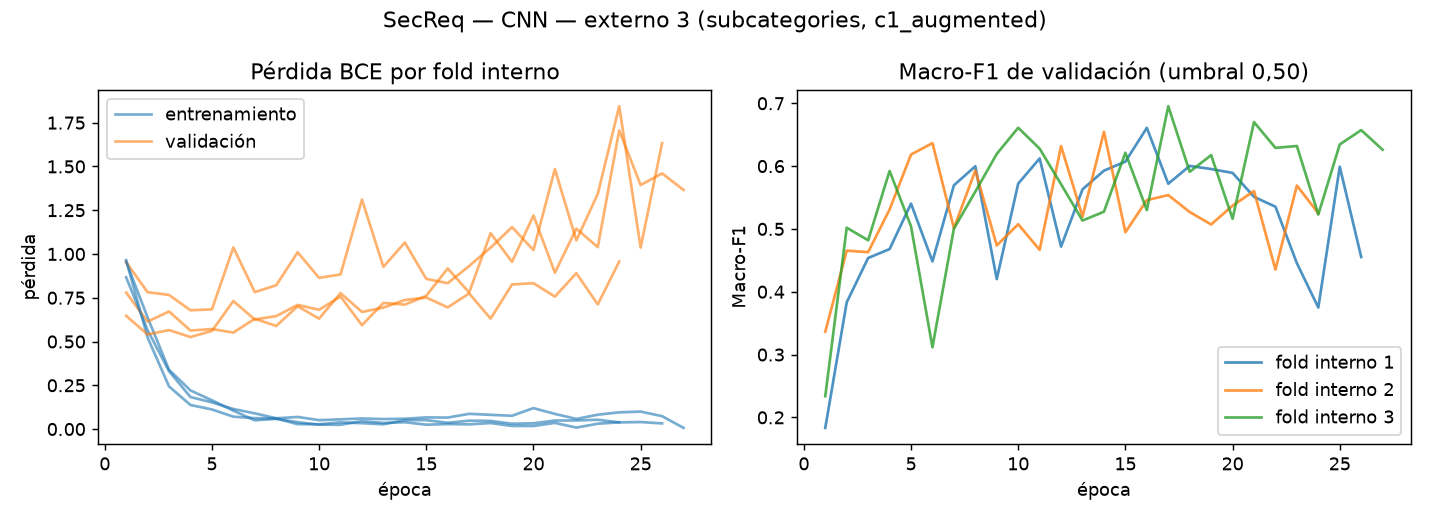 SecReq — CNN — externo 3 (subcategories, c1_augmented)
Pérdida BCE por fold interno
entrenamiento
validación
pérdida
1.75
1.50
1.25
1.00
0.75
0.50
0.25
0.00
0 5 10 15 20 25
época
Macro-F1 de validación (umbral 0,50)
Macro-F1
0.7
0.6
0.5
0.4
0.3
0.2
fold interno 1
fold interno 2
fold interno 3
0 5 10 15 20 25
época